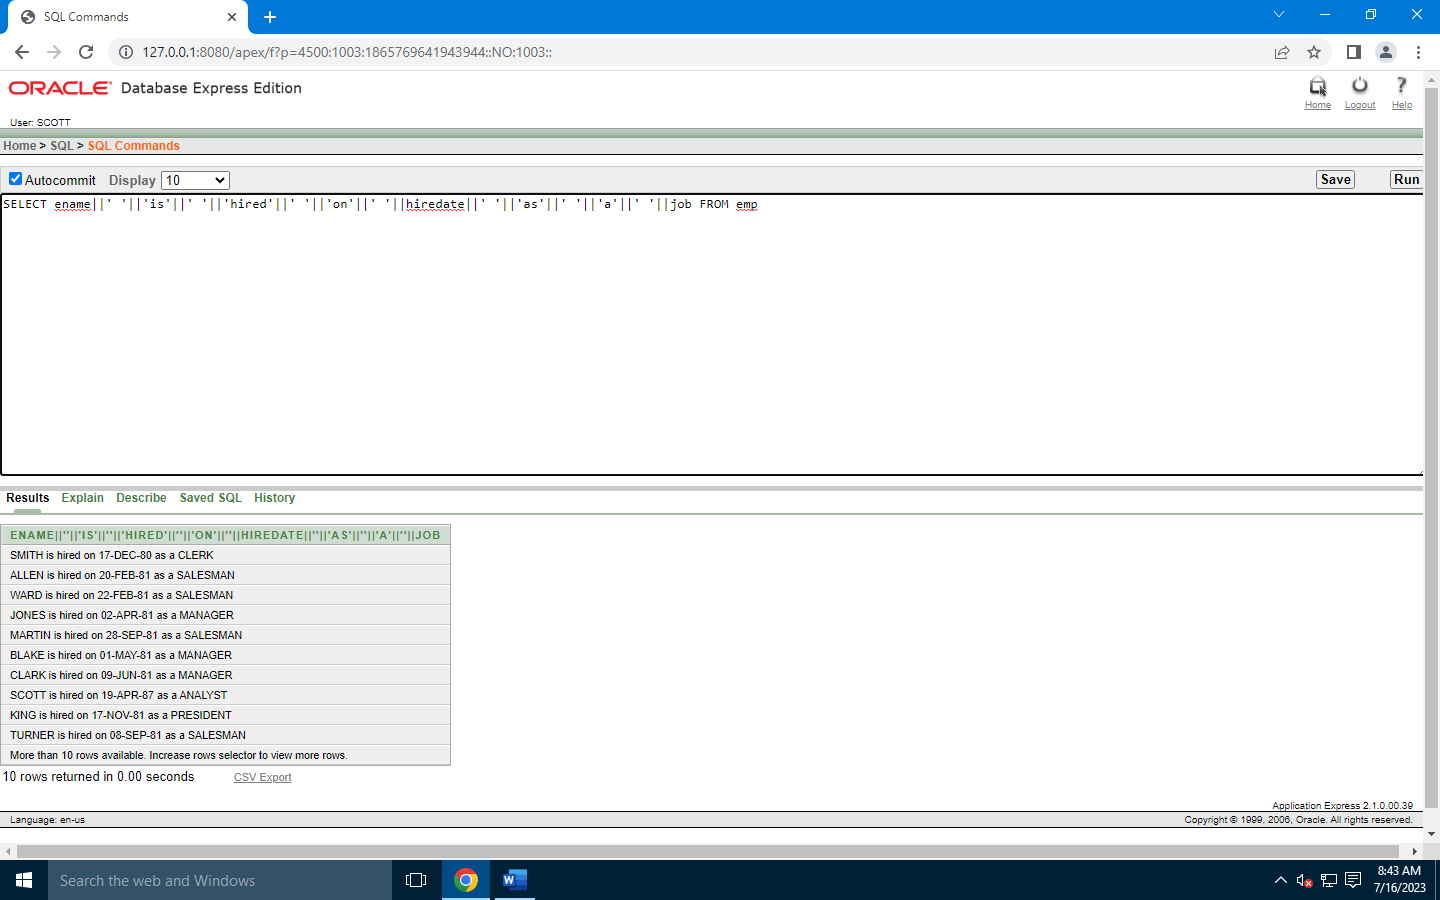 SQL Commands
127.0.0.1:8080/apex/f?p=4500:1003:1865769641943944::NO:1003::
ORACLE Database Express Edition
Home Logout Help
User: SCOTT
Home > SQL > SQL Commands
Autocommit Display 10 Save Run
SELECT ename||' '||'is'||' '||'hired'||' '||'on'||' '||hiredate||' '||'as'||' '||'a'||' '||job FROM emp
Results Explain Describe Saved SQL History
ENAME||''||'IS'||''||'HIRED'||''||'ON'||''||HIREDATE||''||'AS'||''||'A'||''||JOB
SMITH is hired on 17-DEC-80 as a CLERK
ALLEN is hired on 20-FEB-81 as a SALESMAN
WARD is hired on 22-FEB-81 as a SALESMAN
JONES is hired on 02-APR-81 as a MANAGER
MARTIN is hired on 28-SEP-81 as a SALESMAN
BLAKE is hired on 01-MAY-81 as a MANAGER
CLARK is hired on 09-JUN-81 as a MANAGER
SCOTT is hired on 19-APR-87 as a ANALYST
KING is hired on 17-NOV-81 as a PRESIDENT
TURNER is hired on 08-SEP-81 as a SALESMAN
More than 10 rows available. Increase rows selector to view more rows.
10 rows returned in 0.00 seconds CSV Export
Application Express 2.1.0.00.39
Language: en-us Copyright © 1999, 2006, Oracle. All rights reserved.
Search the web and Windows
8:43 AM
7/16/2023